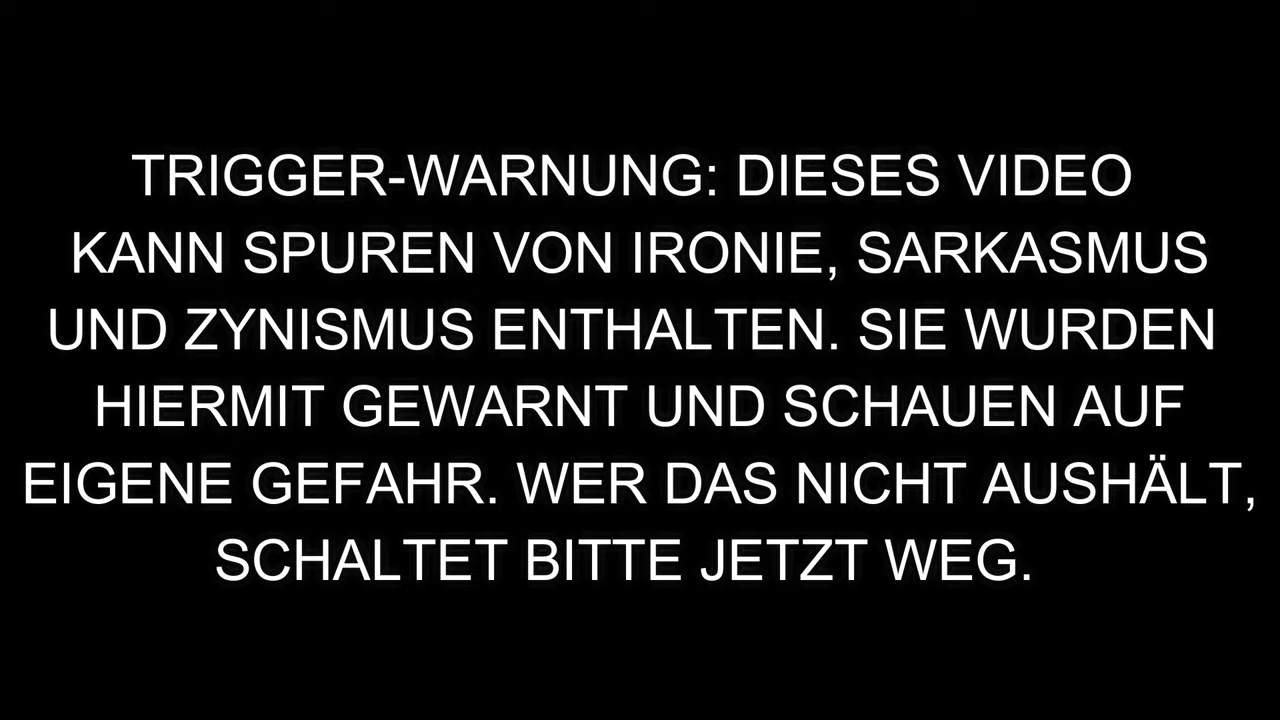 TRIGGER-WARNUNG: DIESES VIDEO
KANN SPUREN VON IRONIE, SARKASMUS
UND ZYNISMUS ENTHALTEN. SIE WURDEN
HIERMIT GEWARNT UND SCHAUEN AUF
EIGENE GEFAHR. WER DAS NICHT AUSHÄLT,
SCHALTET BITTE JETZT WEG.